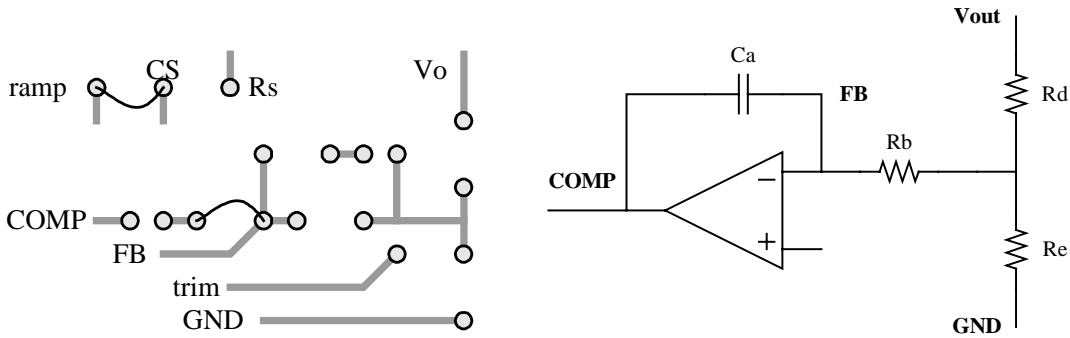 ramp
CS
Rs
Vo
COMP
FB
trim
GND
Vout
Ca
Rd
FB
Rb
COMP
Re
GND